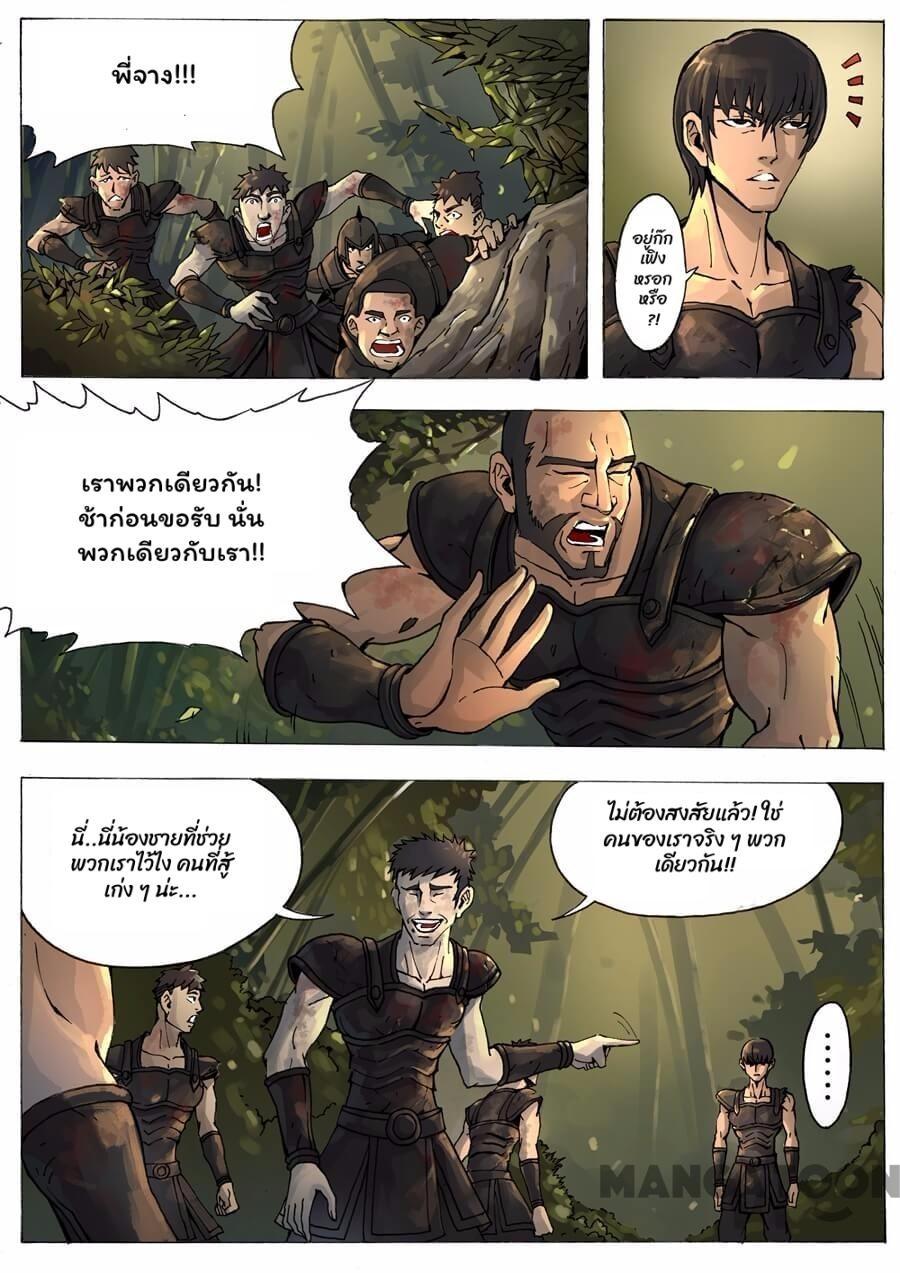 พี่จาง!!!
อยู่ก๊ก
เฟิง
หรอก
หรือ
?!
เราพวกเดียวกัน!
ช้าก่อนขอรับ นั่น
พวกเดียวกับเรา!!
นี่..นี่น้องชายที่ช่วย
พวกเราไว้ไง คนที่สู้
เก่ง ๆ น่ะ...
ไม่ต้องสงสัยแล้ว! ใช่
คนของเราจริง ๆ พวก
เดียวกัน!!
......
MANGATOON